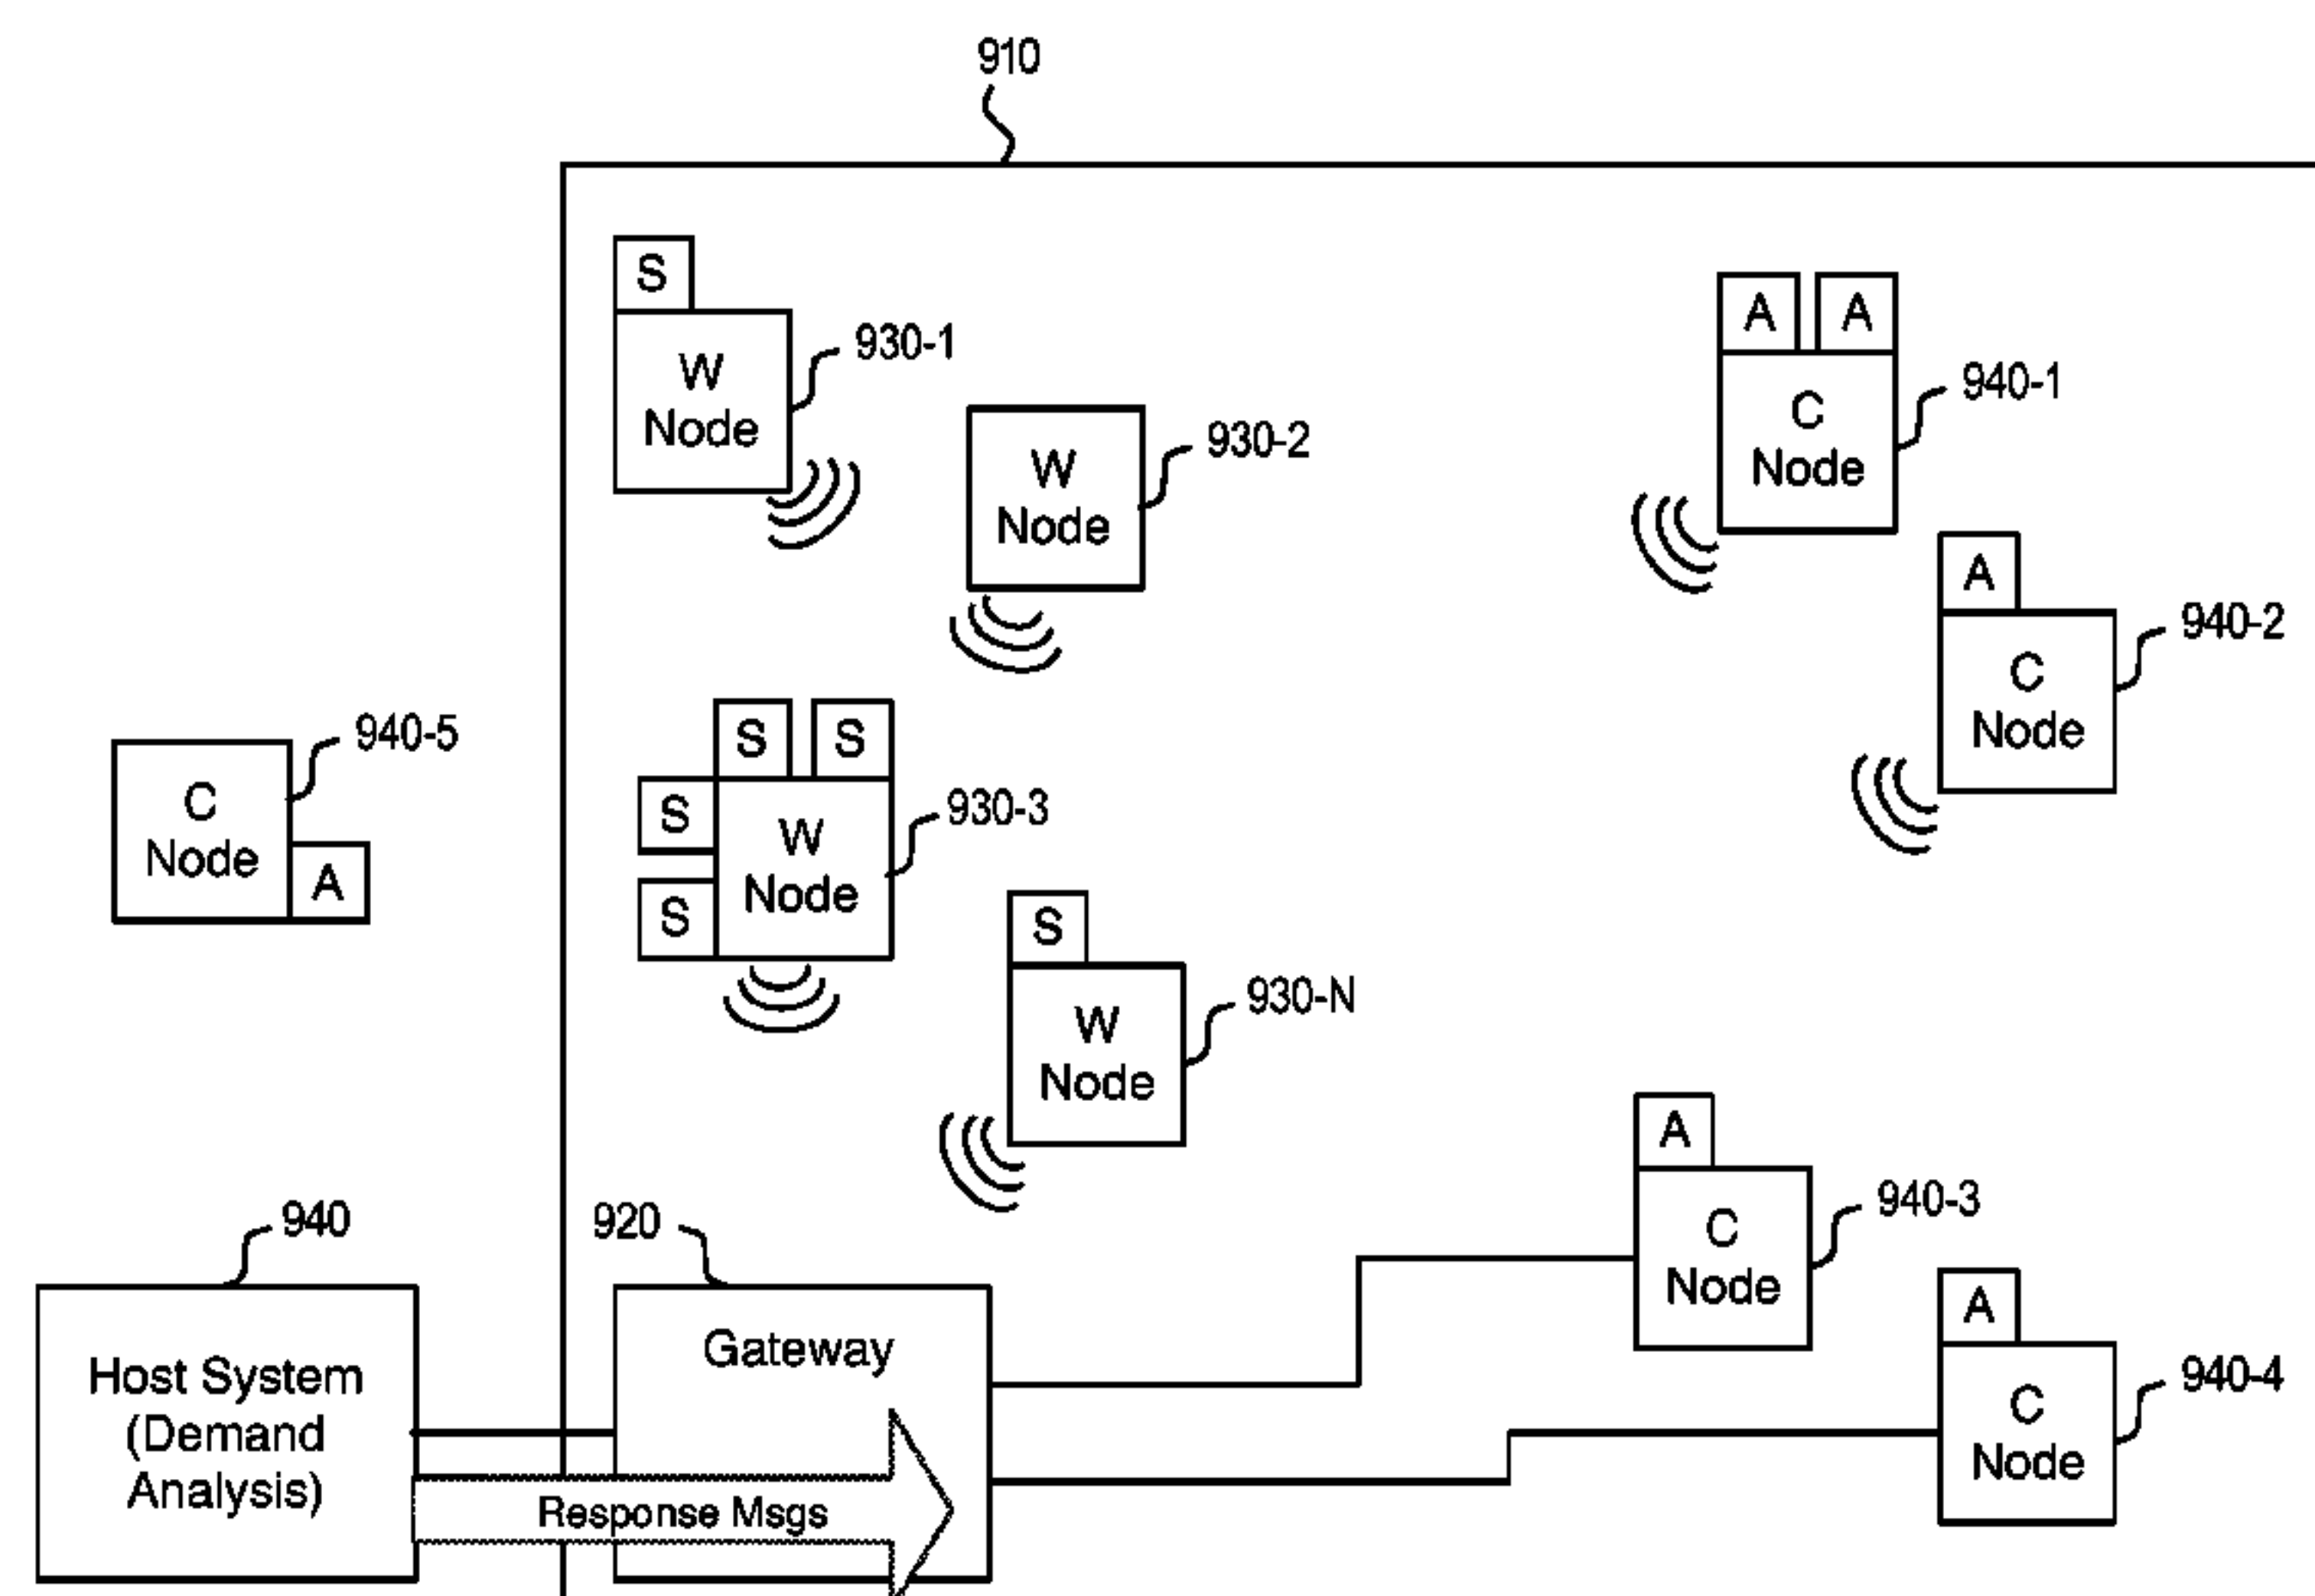 910
S
W
Node
930-1
W
Node
930-2
A A
C
Node
940-1
A
C
Node
940-2
C
Node
A
940-5
S S
S
S
W
Node
930-3
S
W
Node
930-N
A
C
Node
940-3
A
C
Node
940-4
940
Host System
(Demand
Analysis)
920
Gateway
Response Msgs